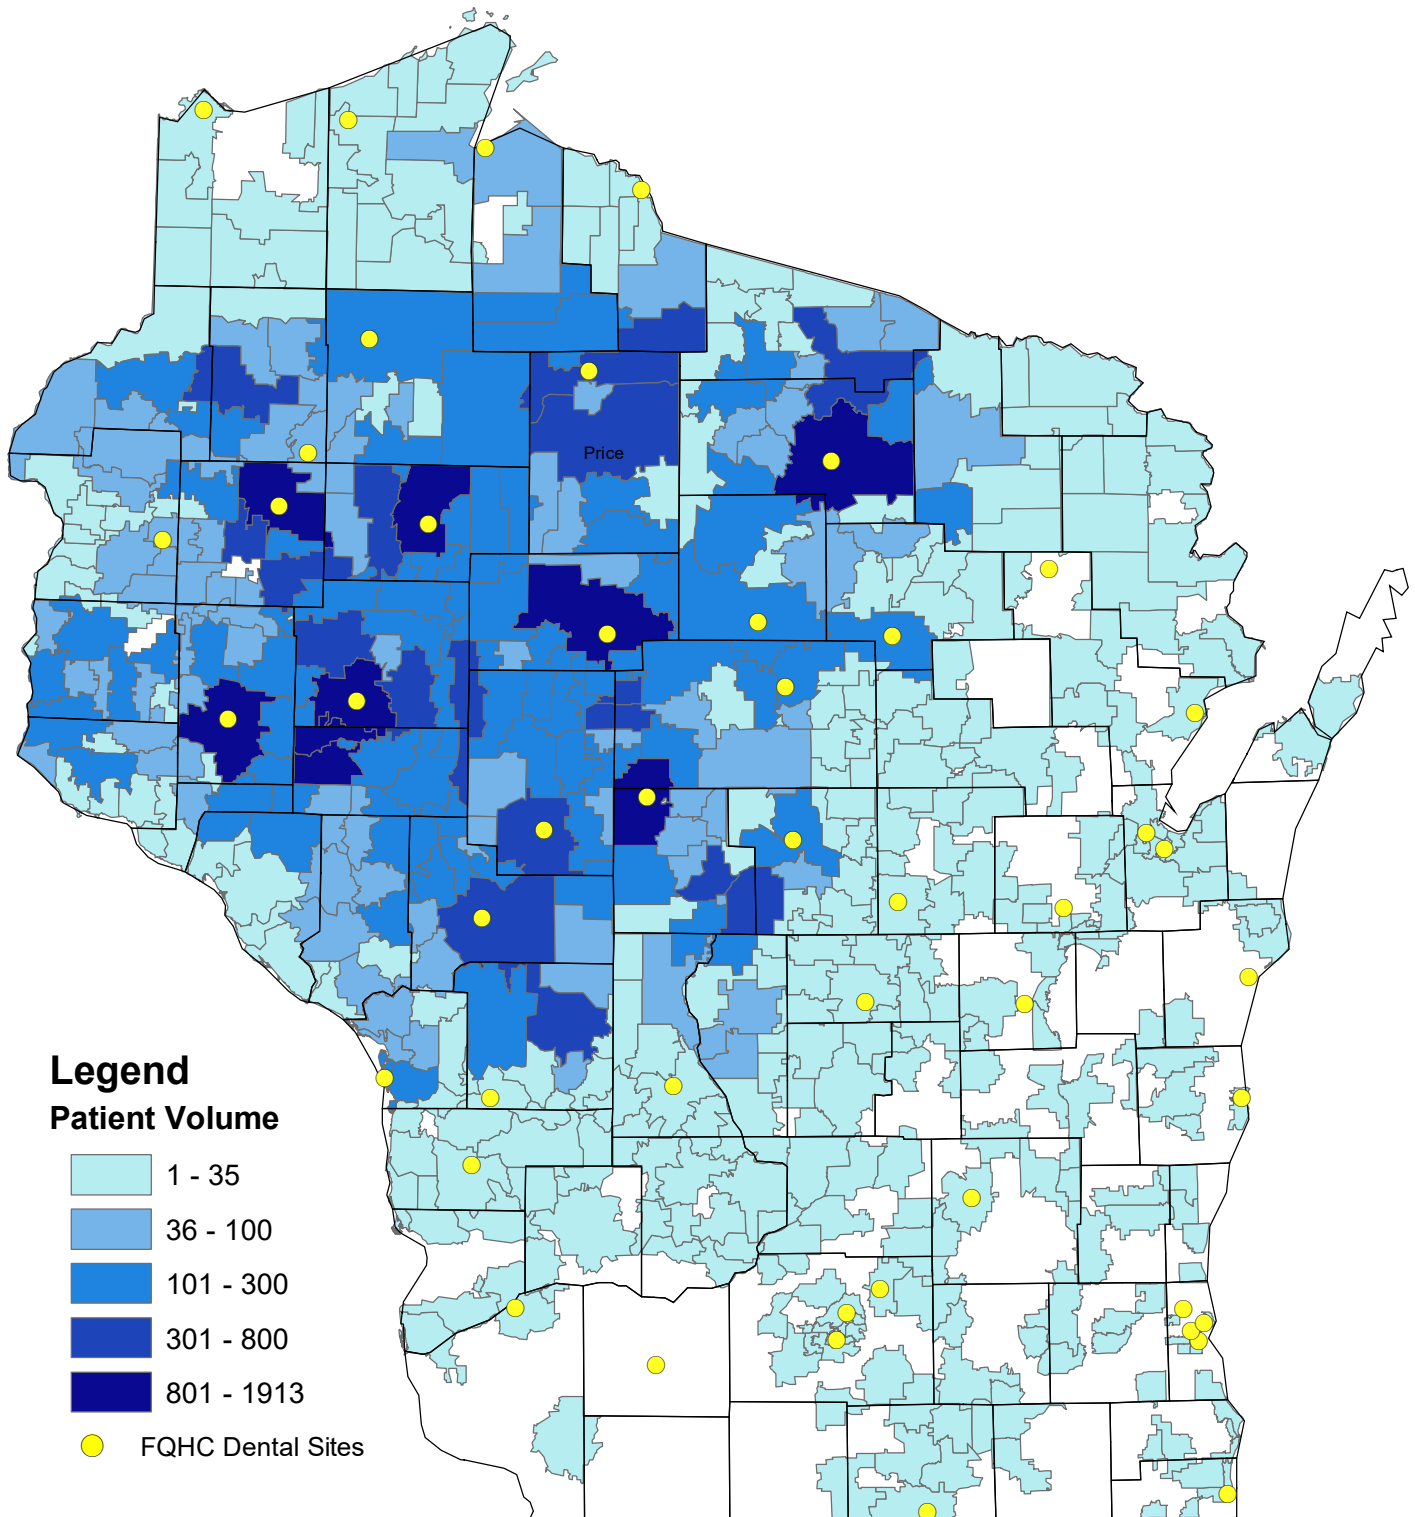 Price
Legend
Patient Volume
1 - 35
36 - 100
101 - 300
301 - 800
801 - 1913
FQHC Dental Sites